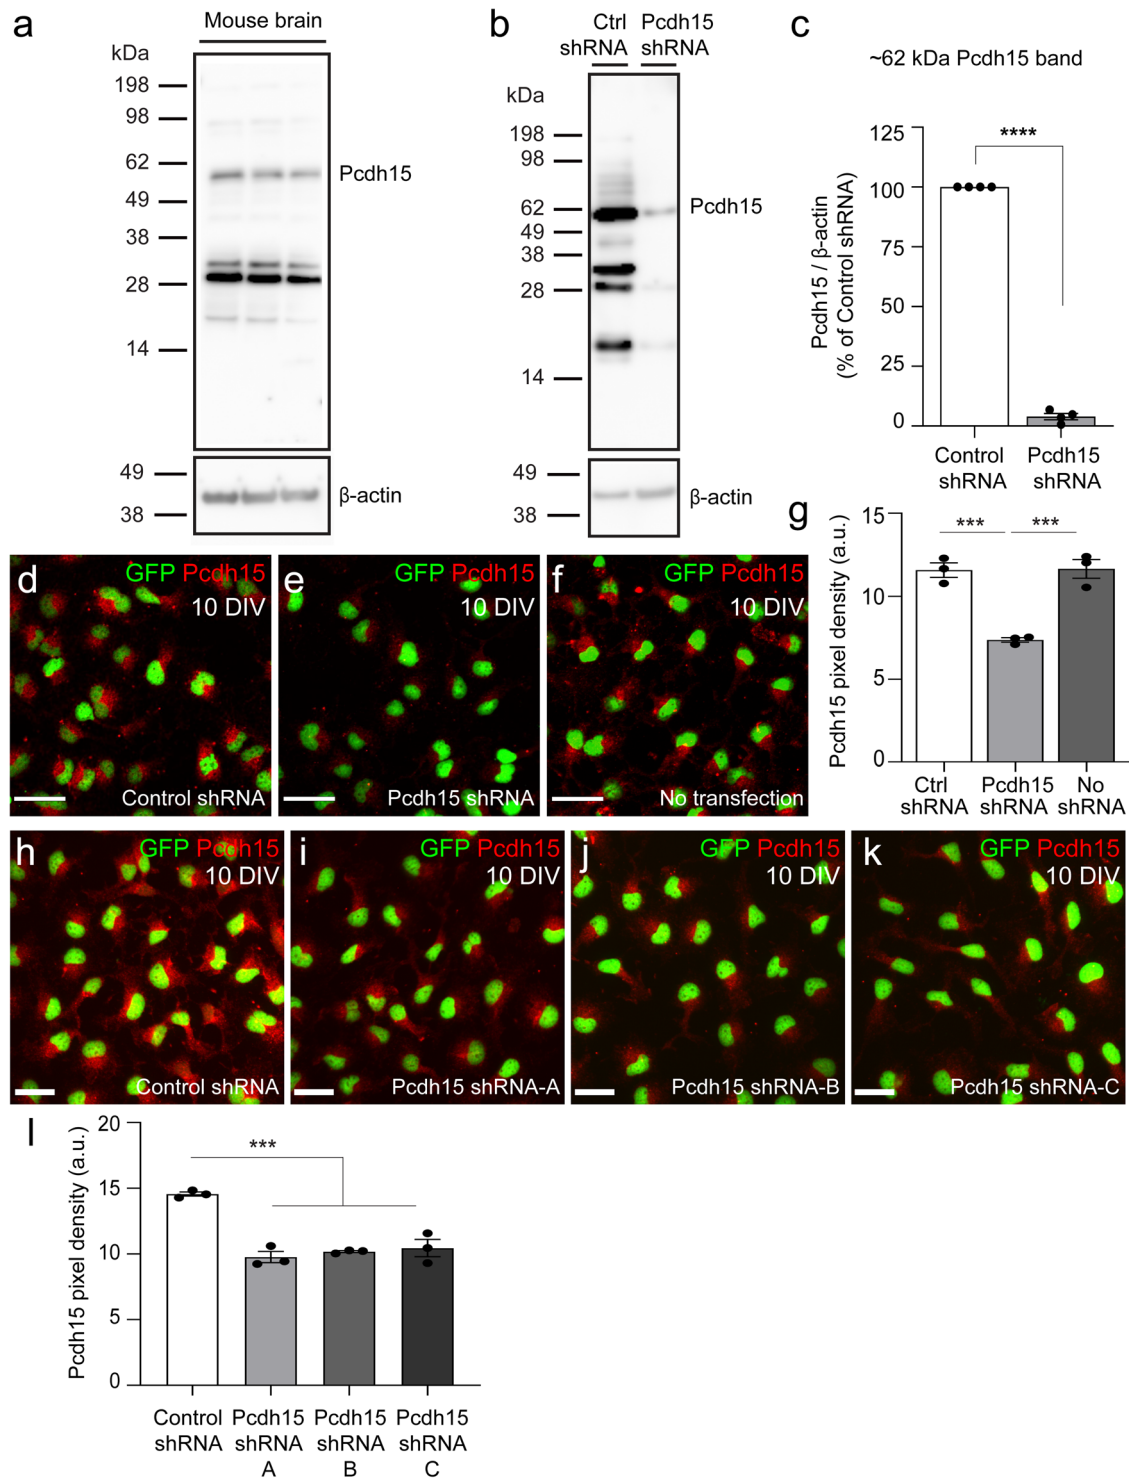 a
Mouse brain
kDa
198
98
62
49
38
28
14
Pcdh15
49
38
β-actin
b
Ctrl
shRNA
Pcdh15
shRNA
kDa
198
98
62
49
38
28
14
Pcdh15
49
38
β-actin
c
~62 kDa Pcdh15 band
Pcdh15 / β-actin
(% of Control shRNA)
125
100
75
50
25
0
****
Control
shRNA
Pcdh15
shRNA
d
GFP Pcdh15
10 DIV
Control shRNA
e
GFP Pcdh15
10 DIV
Pcdh15 shRNA
f
GFP Pcdh15
10 DIV
No transfection
g
Pcdh15 pixel density (a.u.)
15
10
5
0
***
***
Ctrl
shRNA
Pcdh15
shRNA
No
shRNA
h
GFP Pcdh15
10 DIV
Control shRNA
i
GFP Pcdh15
10 DIV
Pcdh15 shRNA-A
j
GFP Pcdh15
10 DIV
Pcdh15 shRNA-B
k
GFP Pcdh15
10 DIV
Pcdh15 shRNA-C
l
Pcdh15 pixel density (a.u.)
20
15
10
5
0
***
Control
shRNA
Pcdh15
shRNA
A
Pcdh15
shRNA
B
Pcdh15
shRNA
C